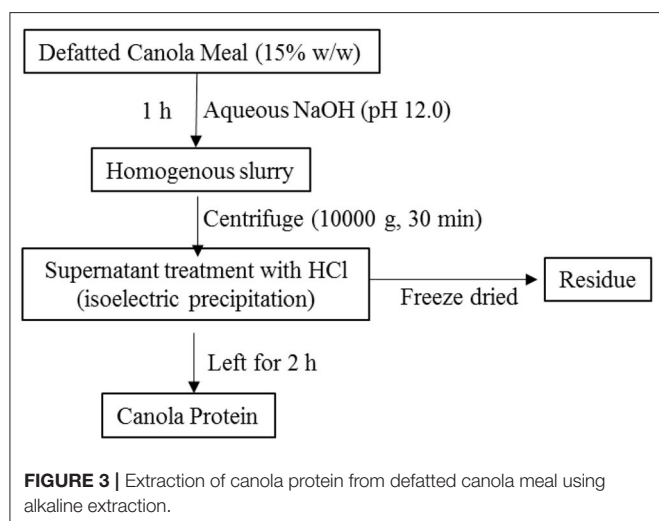 Defatted Canola Meal (15% w/w)
1 h Aqueous NaOH (pH 12.0)
Homogenous slurry
Centrifuge (10000 g, 30 min)
Supernatant treatment with HCl
(isoelectric precipitation)
Freeze dried
Residue
Left for 2 h
Canola Protein
FIGURE 3 | Extraction of canola protein from defatted canola meal using
alkaline extraction.